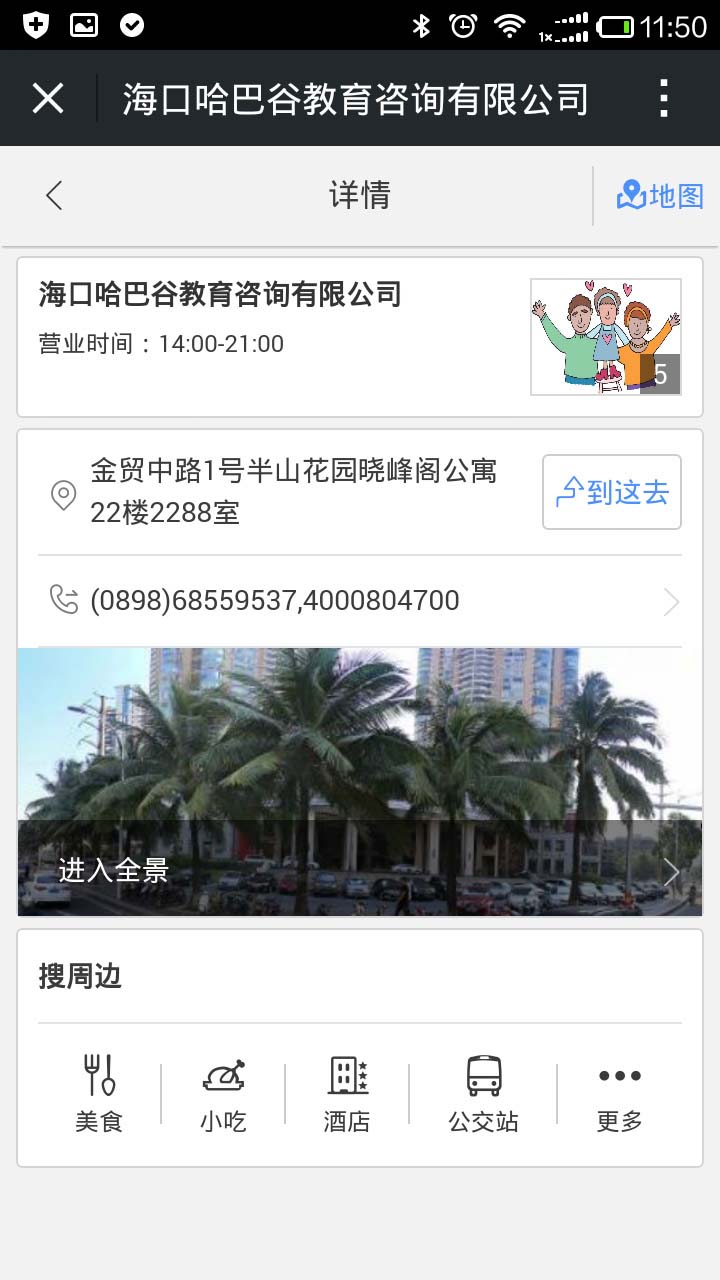 1x
11:50
海口哈巴谷教育咨询有限公司
详情
地图
海口哈巴谷教育咨询有限公司
营业时间：14:00-21:00
5
金贸中路1号半山花园晓峰阁公寓
22楼2288室
到这去
(0898)68559537,4000804700
进入全景
搜周边
美食
小吃
酒店
公交站
更多